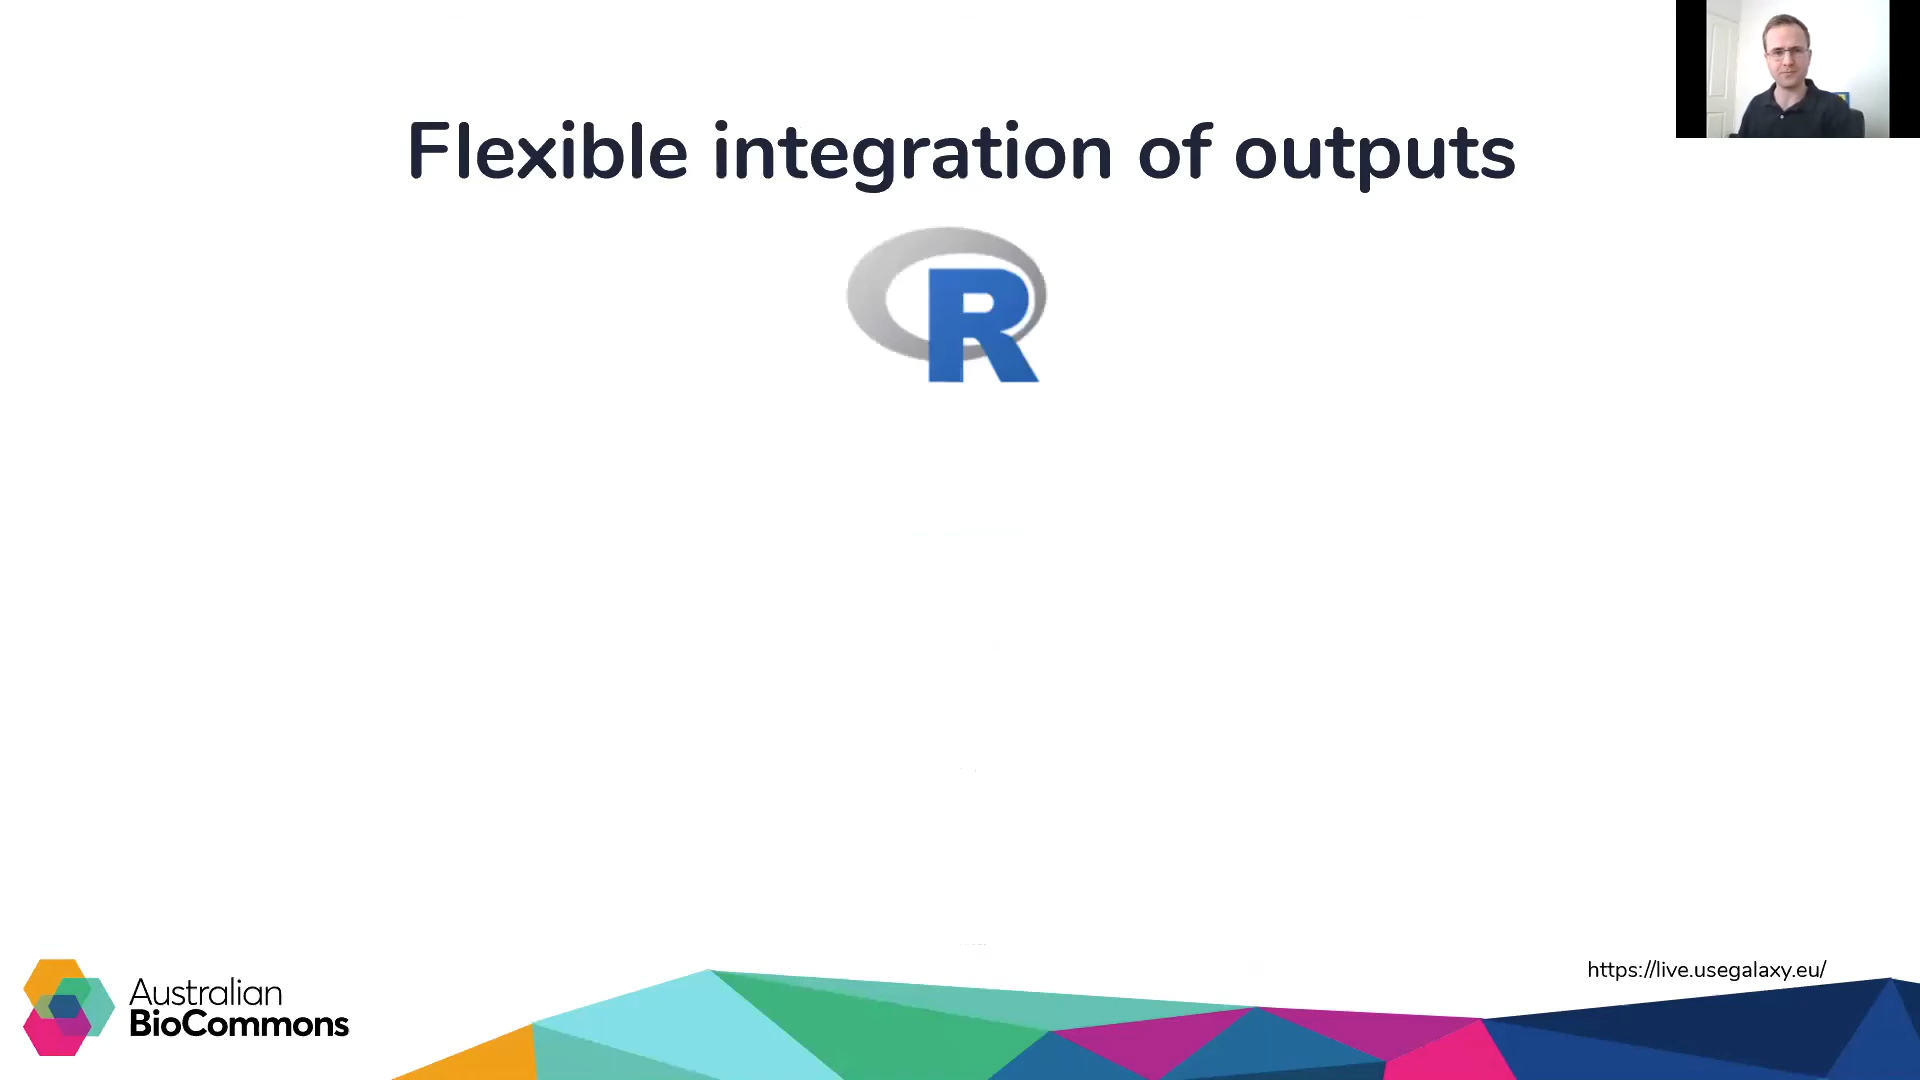 Flexible integration of outputs
R
https://live.usegalaxy.eu/
Australian
BioCommons